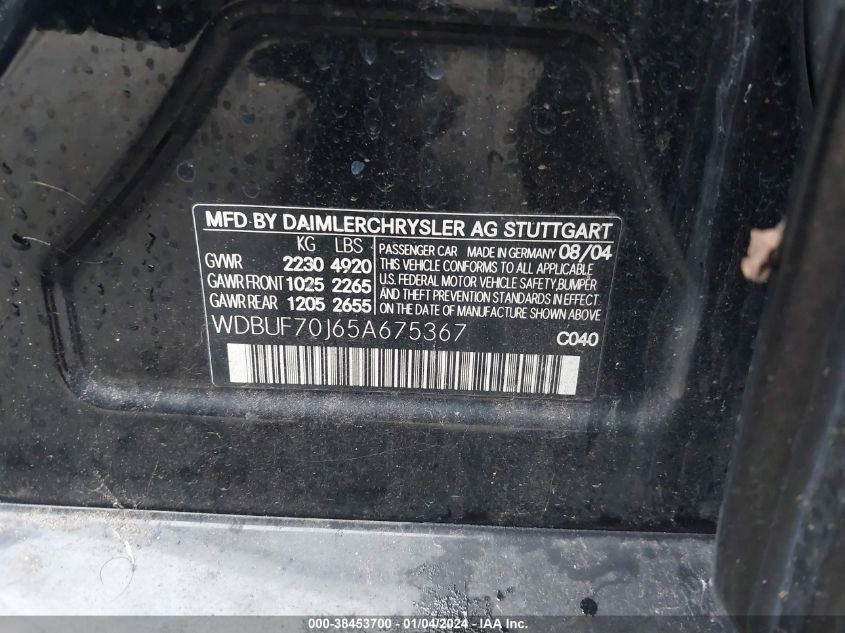 MFD·BY DAIMLERCHRYSLER AG STUTTGART
KG LBS
GVWR 2230 4920
GAWR FRONT 1025 2265
GAWR REAR 1205 2655
PASSENGER CAR MADE IN GERMANY 08/04
THIS VEHICLE CONFORMS TO ALL APPLICABLE
U.S. FEDERAL MOTOR VEHICLE SAFETY,BUMPER
AND THEFT PREVENTION STANDARDS IN EFFECT
ON THE DATE OF MANUFACTURE SHOWN ABOVE.
WDBUF70J65A675367
C040
000-38453700 - 01/04/2024 - IAA Inc.